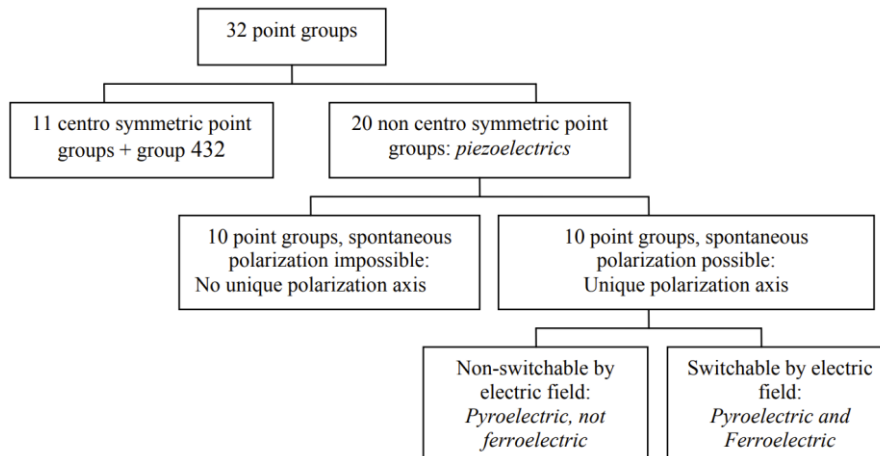 32 point groups
11 centro symmetric point
groups + group 432
20 non centro symmetric point
groups: piezoelectrics
10 point groups, spontaneous
polarization impossible:
No unique polarization axis
10 point groups, spontaneous
polarization possible:
Unique polarization axis
Non-switchable by
electric field:
Pyroelectric, not
ferroelectric
Switchable by electric
field:
Pyroelectric and
Ferroelectric